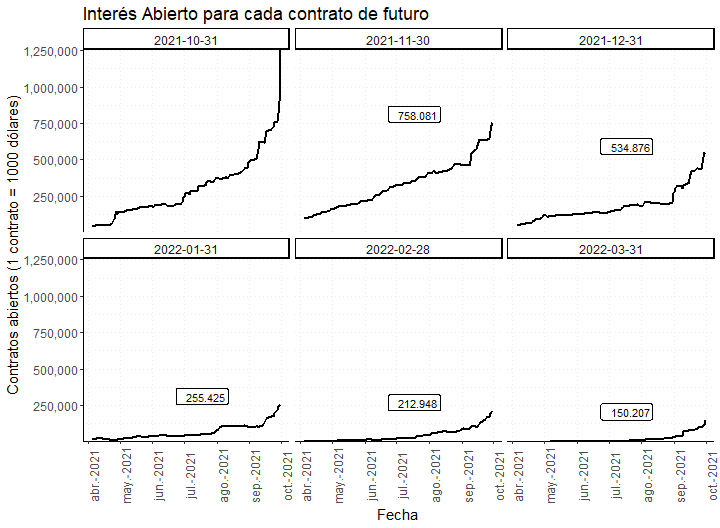 Interés Abierto para cada contrato de futuro
Contratos abiertos (1 contrato = 1000 dólares)
2021-10-31
2021-11-30
2021-12-31
1,250,000
1,000,000
750,000
500,000
250,000
758.081
534.876
2022-01-31
2022-02-28
2022-03-31
1,250,000
1,000,000
750,000
500,000
250,000
255.425
212.948
150.207
abr.-2021
may.-2021
jun.-2021
jul.-2021
ago.-2021
sep.-2021
oct.-2021
abr.-2021
may.-2021
jun.-2021
jul.-2021
ago.-2021
sep.-2021
oct.-2021
abr.-2021
may.-2021
jun.-2021
jul.-2021
ago.-2021
sep.-2021
oct.-2021
Fecha